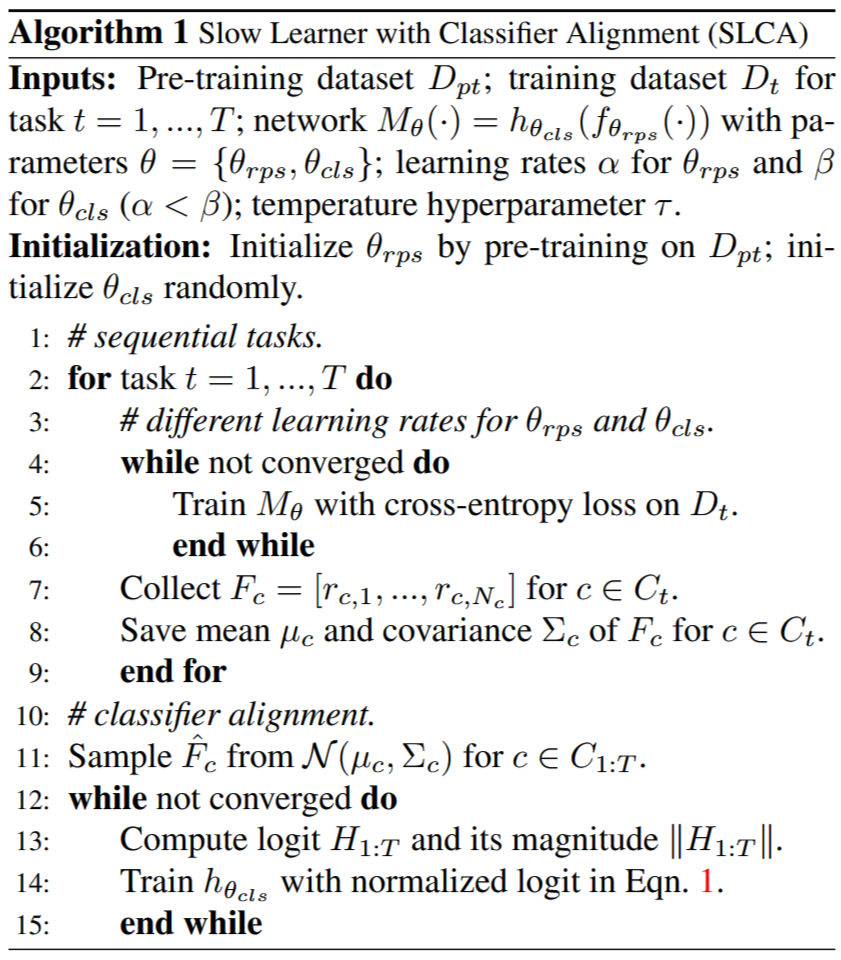 Algorithm 1 Slow Learner with Classifier Alignment (SLCA)
Inputs: Pre-training dataset $D_{pt}$; training dataset $D_t$ for
task $t = 1, ..., T$; network $M_\theta(\cdot) = h_{\theta_{cls}}(f_{\theta_{rps}}(\cdot))$ with pa-
rameters $\theta = \{\theta_{rps}, \theta_{cls}\}$; learning rates $\alpha$ for $\theta_{rps}$ and $\beta$
for $\theta_{cls}$ ($\alpha < \beta$); temperature hyperparameter $\tau$.
Initialization: Initialize $\theta_{rps}$ by pre-training on $D_{pt}$; ini-
tialize $\theta_{cls}$ randomly.
1: # sequential tasks.
2: for task $t = 1, ..., T$ do
3: # different learning rates for $\theta_{rps}$ and $\theta_{cls}$.
4: while not converged do
5: Train $M_\theta$ with cross-entropy loss on $D_t$.
6: end while
7: Collect $F_c = [r_{c,1}, ..., r_{c,N_c}]$ for $c \in C_t$.
8: Save mean $\mu_c$ and covariance $\Sigma_c$ of $F_c$ for $c \in C_t$.
9: end for
10: # classifier alignment.
11: Sample $\hat{F}_c$ from $\mathcal{N}(\mu_c, \Sigma_c)$ for $c \in C_{1:T}$.
12: while not converged do
13: Compute logit $H_{1:T}$ and its magnitude $\|H_{1:T}\|$.
14: Train $h_{\theta_{cls}}$ with normalized logit in Eqn. 1.
15: end while